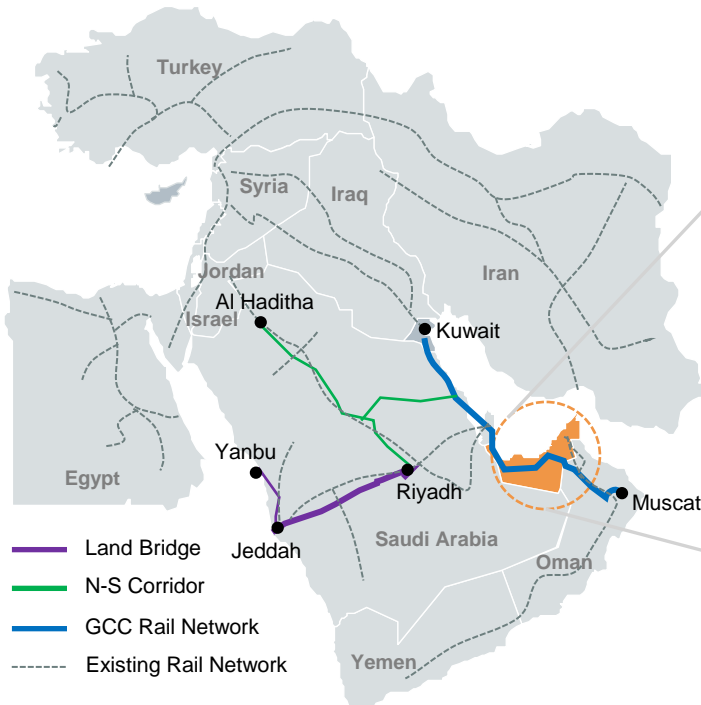 Turkey
Syria
Iraq
Iran
Jordan
Al Haditha
Israel
Kuwait
Yanbu
Egypt
Riyadh
Muscat
Jeddah
Saudi Arabia
Oman
Yemen
Land Bridge
N-S Corridor
GCC Rail Network
Existing Rail Network